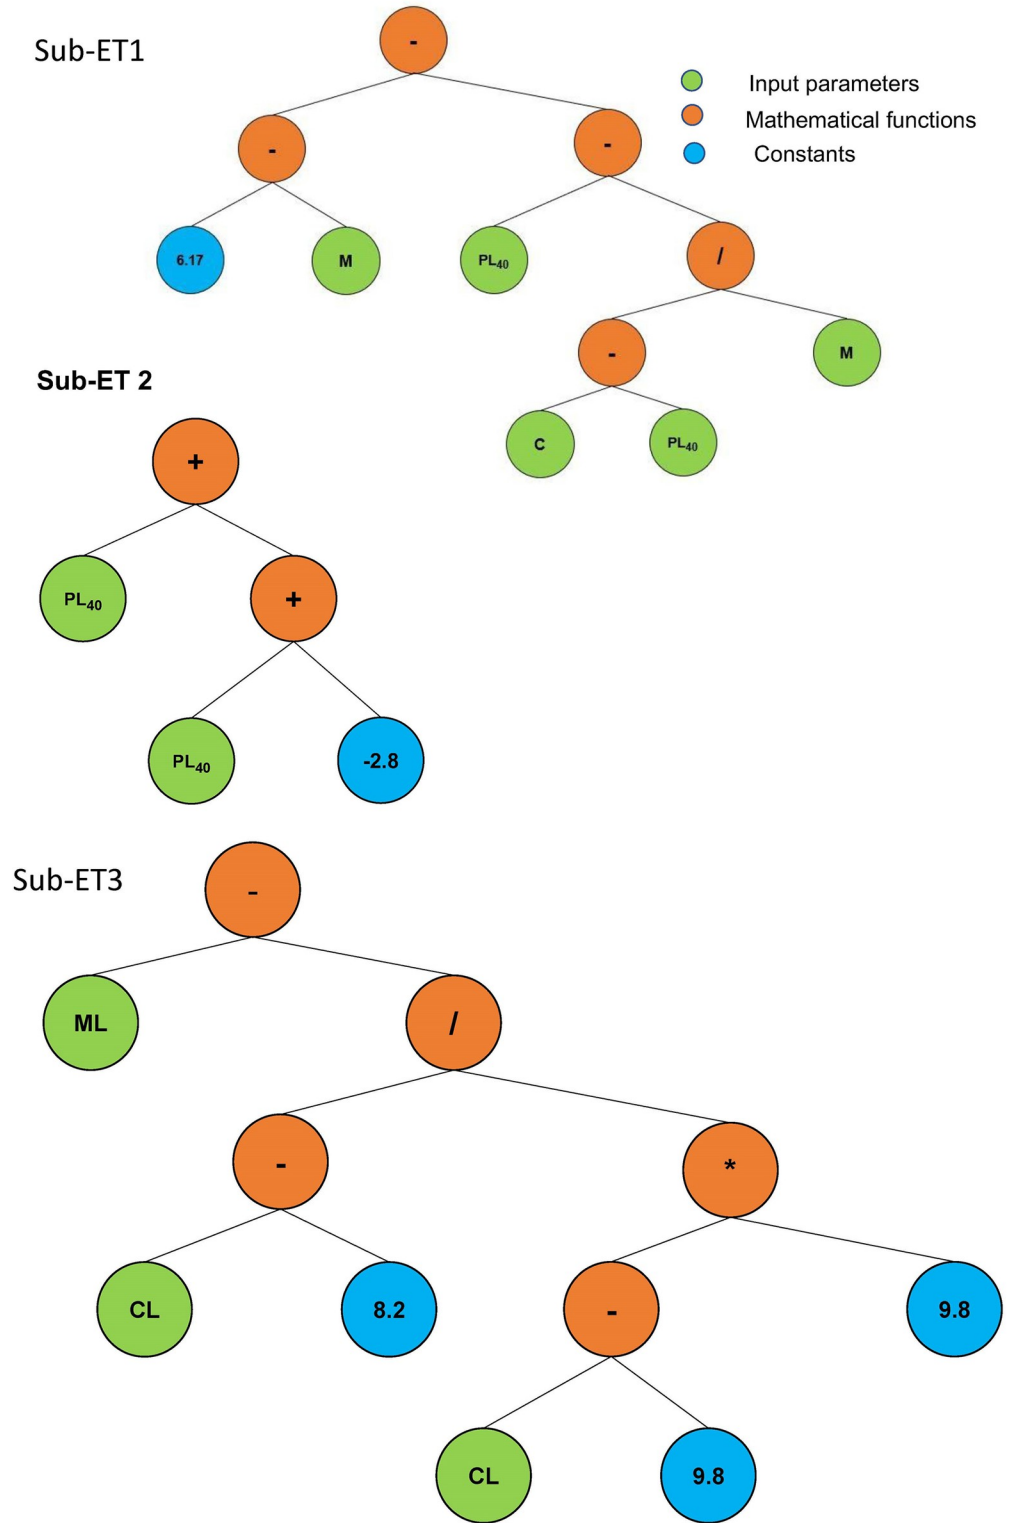 Sub-ET1
-
Input parameters
Mathematical functions
Constants
-
-
6.17
M
PL40
/
-
M
C
PL40
Sub-ET 2
+
PL40
+
PL40
-2.8
Sub-ET3
-
ML
/
-
*
CL
8.2
-
9.8
CL
9.8